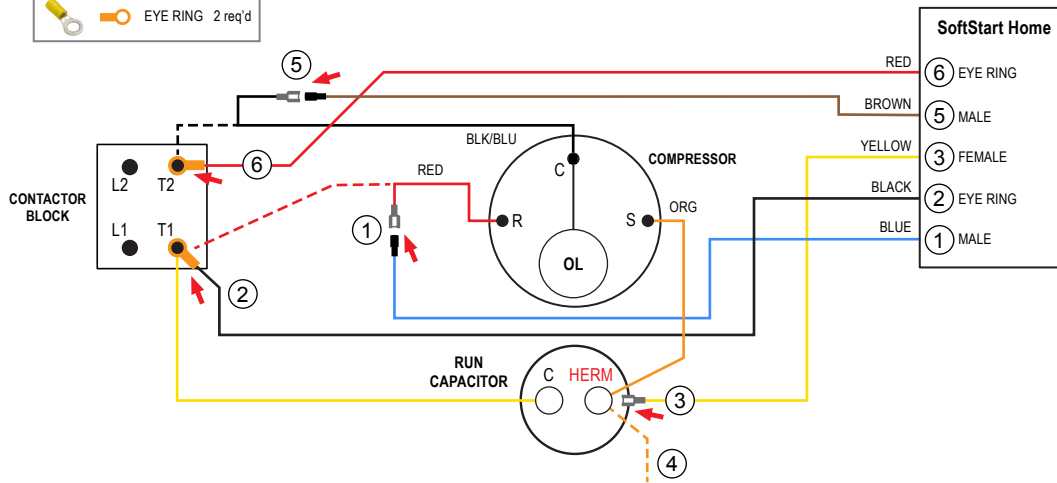 EYE RING 2 req'd
SoftStart Home
5
RED
6 EYE RING
BROWN
5 MALE
BLK/BLU
COMPRESSOR
YELLOW
3 FEMALE
6
C
L2 T2
RED
CONTACTOR
BLOCK
BLACK
2 EYE RING
ORG
R
S
L1 T1
1
BLUE
1 MALE
OL
2
RUN
CAPACITOR
C HERM
3
4